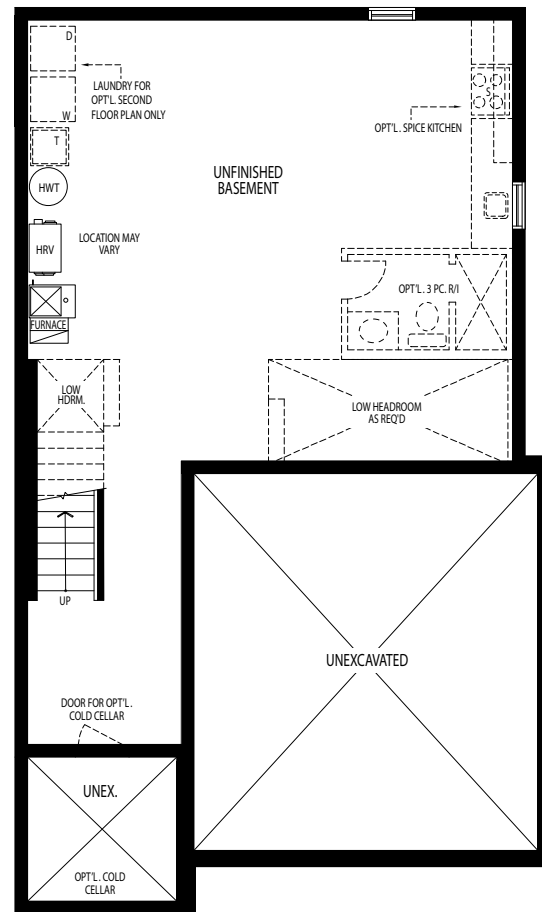 D
LAUNDRY FOR
OPT'L. SECOND
FLOOR PLAN ONLY
W
S
OPT'L. SPICE KITCHEN
T
UNFINISHED
BASEMENT
HWT
LOCATION MAY
VARY
HRV
OPT'L. 3 PC. R/I
FURNACE
LOW
HDRM.
LOW HEADROOM
AS REQ'D
UP
UNEXCAVATED
DOOR FOR OPT'L.
COLD CELLAR
UNEX.
OPT'L. COLD
CELLAR